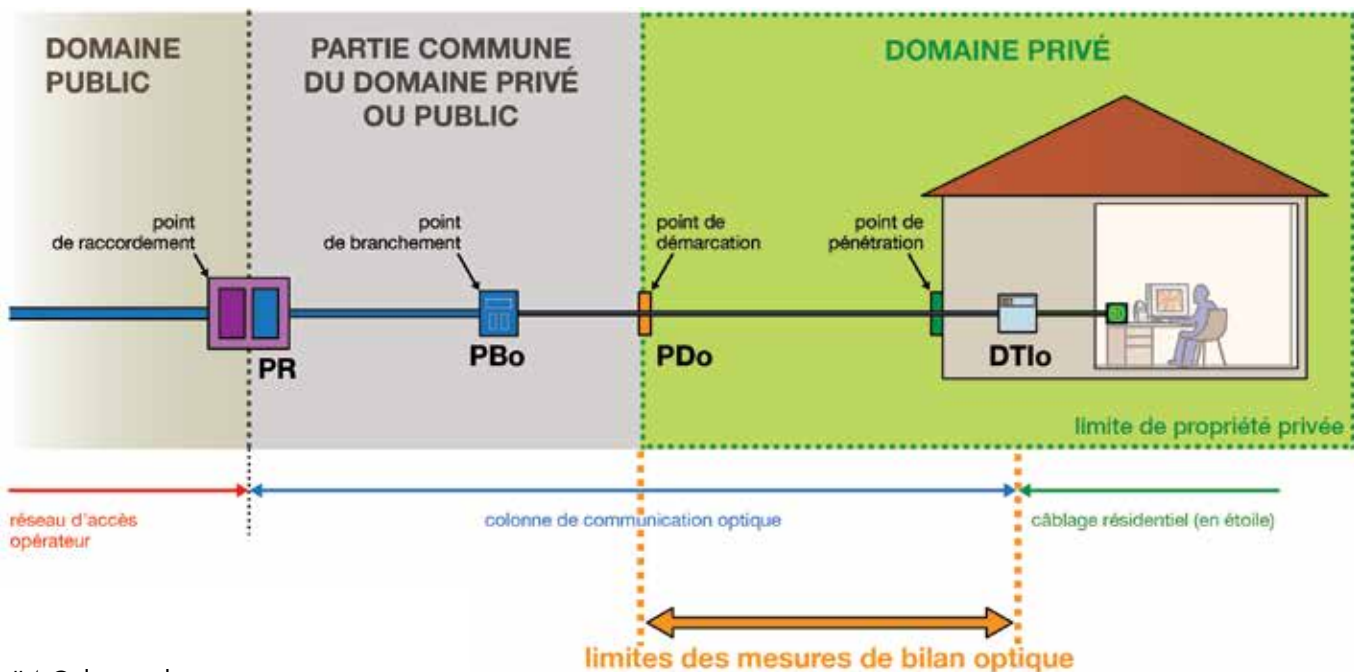 DOMAINE
PUBLIC
PARTIE COMMUNE
DU DOMAINE PRIVÉ
OU PUBLIC
DOMAINE PRIVÉ
point
de raccordement
point
de branchement
point de
démarcation
point de
pénétration
PR
PBo
PDo
DTIo
limite de propriété privée
réseau d'accès
opérateur
colonne de communication optique
câblage résidentiel (en étoile)
limites des mesures de bilan optique